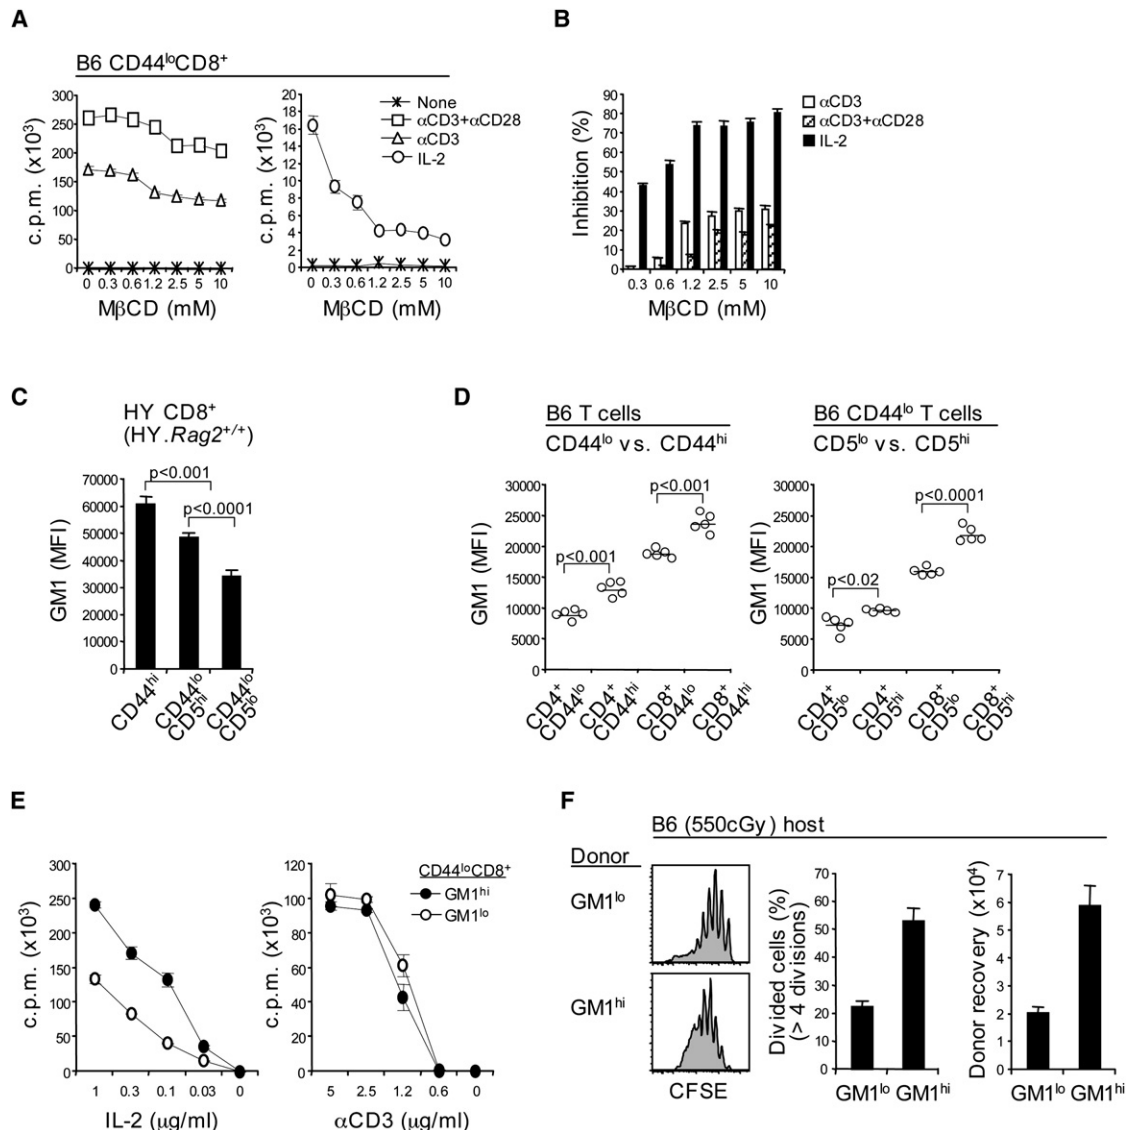 A
B6 CD44loCD8+
c.p.m. (x103)
300
250
200
150
100
50
0
0 0.3 0.6 1.2 2.5 5 10
MβCD (mM)
c.p.m. (x103)
20
18
16
14
12
10
8
6
4
2
0
0 0.3 0.6 1.2 2.5 5 10
MβCD (mM)
None
αCD3+αCD28
αCD3
IL-2
B
Inhibition (%)
90
80
70
60
50
40
30
20
10
0
0.3 0.6 1.2 2.5 5 10
MβCD (mM)
αCD3
αCD3+αCD28
IL-2
C
HY CD8+
(HY.Rag2+/+)
GM1 (MFI)
70000
60000
50000
40000
30000
20000
10000
0
p<0.001
p<0.0001
CD44hi
CD44lo
CD5hi
CD44lo
CD5lo
D
B6 T cells
CD44lo vs. CD44hi
GM1 (MFI)
30000
25000
20000
15000
10000
5000
0
p<0.001
p<0.001
CD4+
CD44lo
CD4+
CD44hi
CD8+
CD44lo
CD8+
CD44hi
B6 CD44lo T cells
CD5lo vs. CD5hi
GM1 (MFI)
30000
25000
20000
15000
10000
5000
0
p<0.02
p<0.0001
CD4+
CD5lo
CD4+
CD5hi
CD8+
CD5lo
CD8+
CD5hi
E
c.p.m. (x103)
300
250
200
150
100
50
0
1 0.3 0.1 0.03 0
IL-2 (μg/ml)
c.p.m. (x103)
120
100
80
60
40
20
0
5 2.5 1.2 0.6 0
αCD3 (μg/ml)
CD44loCD8+
GM1hi
GM1lo
F
B6 (550cGy) host
Donor
GM1lo
GM1hi
CFSE
Divided cells (%)
(> 4 divisions)
70
60
50
40
30
20
10
0
GM1lo GM1hi
Donor recovery (x104)
7
6
5
4
3
2
1
0
GM1lo GM1hi